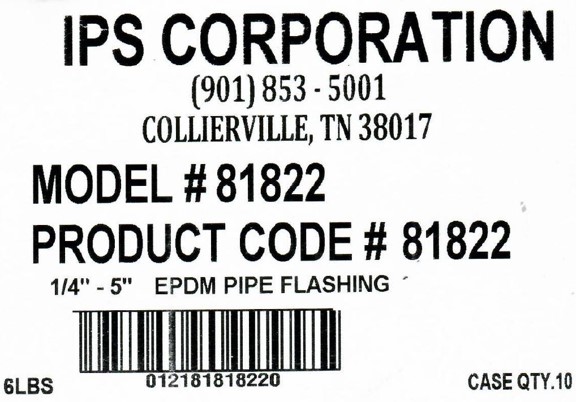 IPS CORPORATION
(901) 853 - 5001
COLLIERVILLE, TN 38017
MODEL # 81822
PRODUCT CODE # 81822
1/4" - 5" EPDM PIPE FLASHING
012181818220
6LBS CASE QTY.10